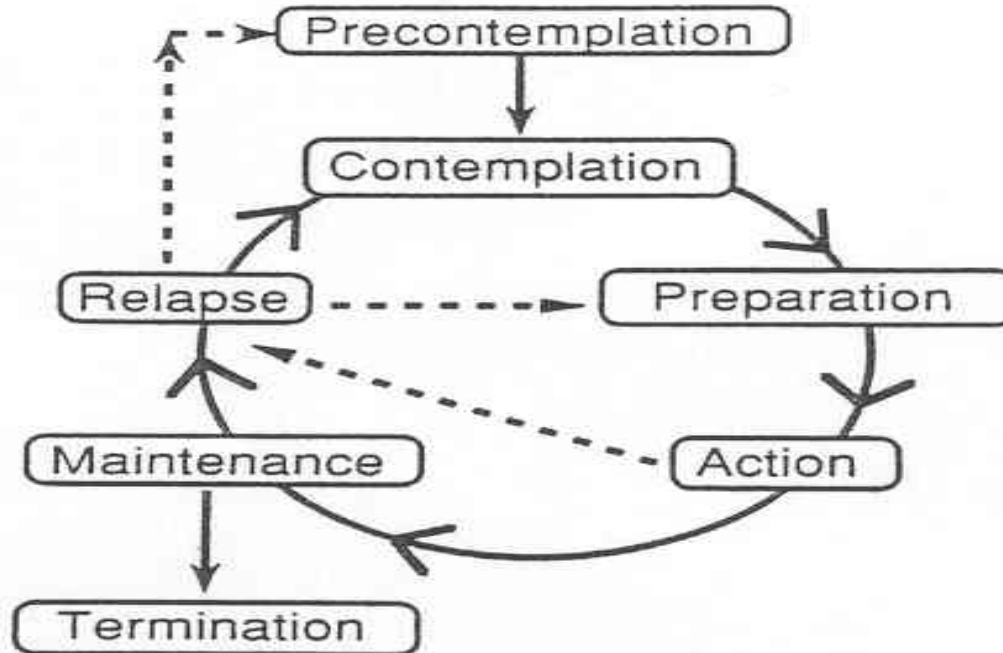 Precontemplation
Contemplation
Relapse
Preparation
Maintenance
Action
Termination